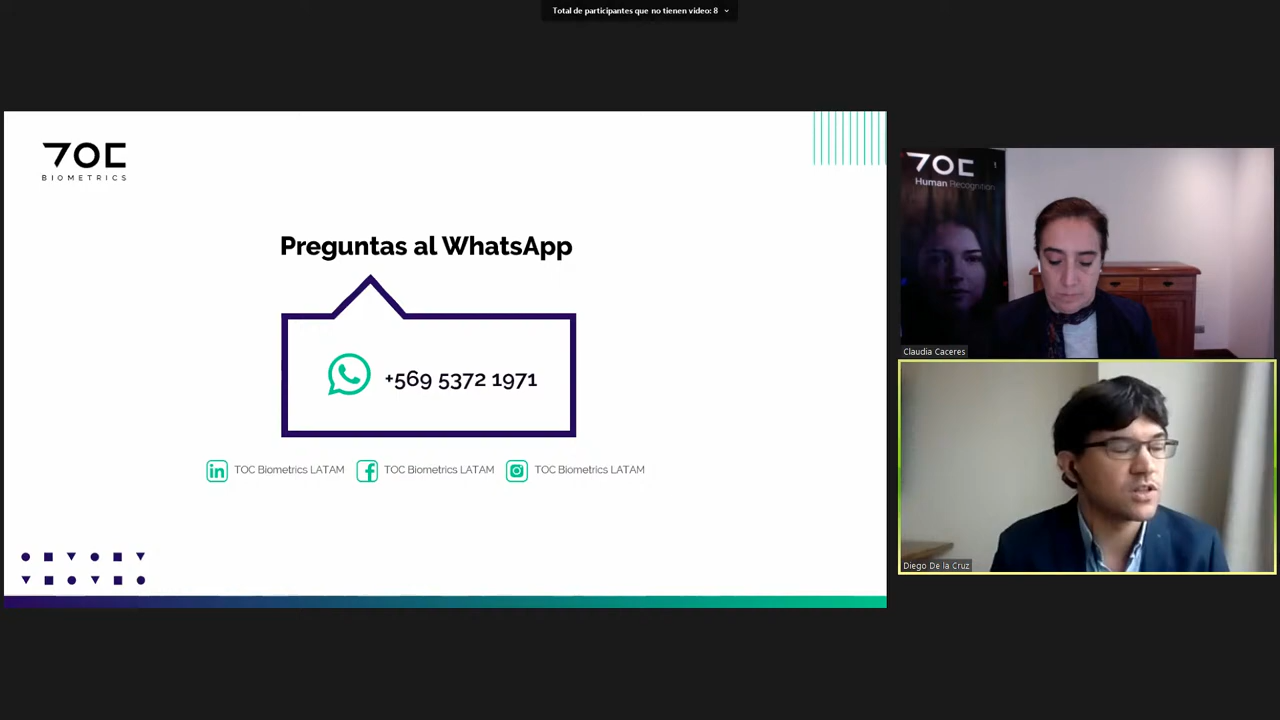 Total de participantes que no tienen video: 8
TOC
BIOMETRICS
Preguntas al WhatsApp
+569 5372 1971
TOC Biometrics LATAM
TOC Biometrics LATAM
TOC Biometrics LATAM
TOC
Human Recognition
Claudia Caceres
Diego De la Cruz